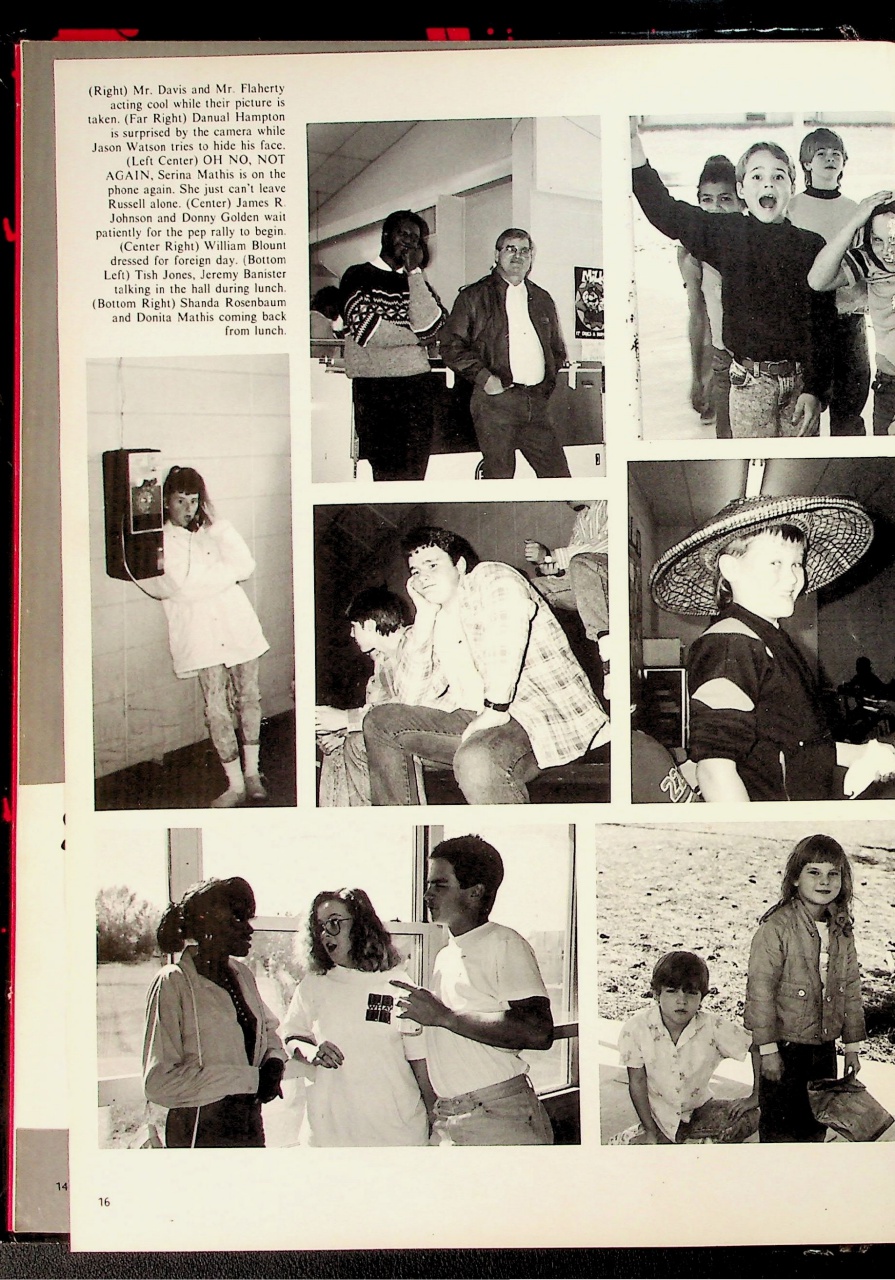 (Right) Mr. Davis and Mr. Flaherty
acting cool while their picture is
taken. (Far Right) Danual Hampton
is surprised by the camera while
Jason Watson tries to hide his face.
(Left Center) OH NO, NOT
AGAIN, Serina Mathis is on the
phone again. She just can't leave
Russell alone. (Center) James R.
Johnson and Donny Golden wait
patiently for the pep rally to begin.
(Center Right) William Blount
dressed for foreign day. (Bottom
Left) Tish Jones, Jeremy Banister
talking in the hall during lunch.
(Bottom Right) Shanda Rosenbaum
and Donita Mathis coming back
from lunch.
14
16